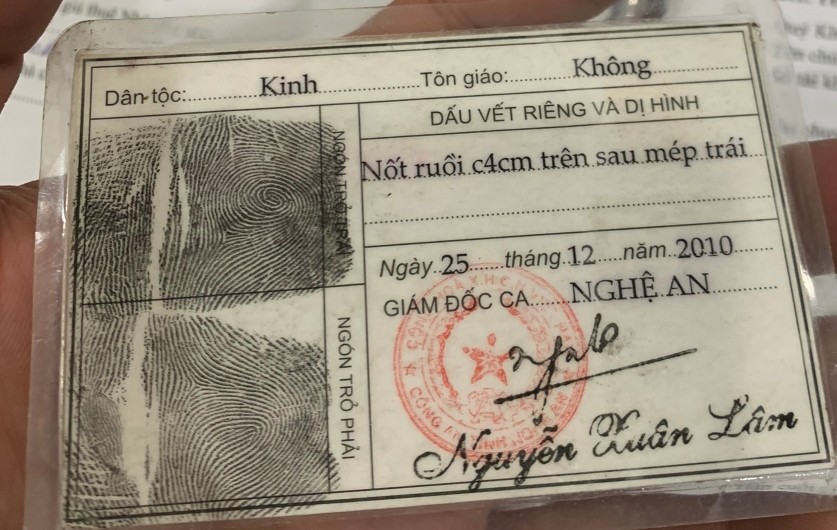 Dân tộc: Kinh Tôn giáo: Không
DẤU VẾT RIÊNG VÀ DỊ HÌNH
Nốt ruồi c4cm trên sau mép trái
NGÓN TRỎ PHẢI
Ngày 25 tháng 12 năm 2010
GIÁM ĐỐC CA NGHỆ AN
NGÓN TRỎ PHẢI
Nguyễn Xuân Lâm